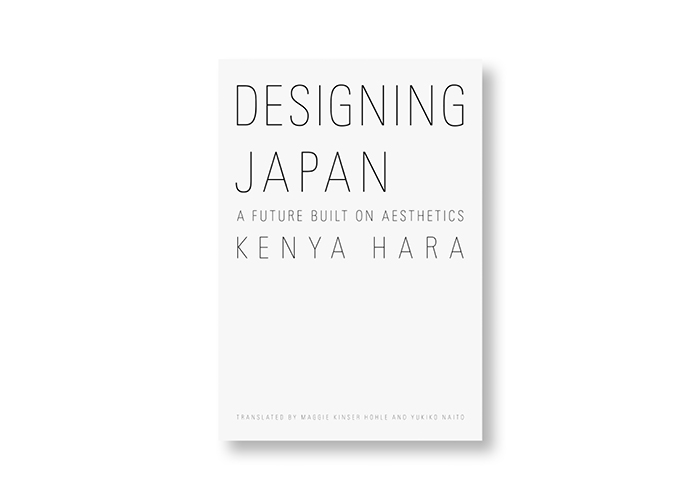 DESIGNING
JAPAN
A FUTURE BUILT ON AESTHETICS
KENYA HARA
TRANSLATED BY MAGGIE KINSER HOHLE AND YUKIKO NAITO